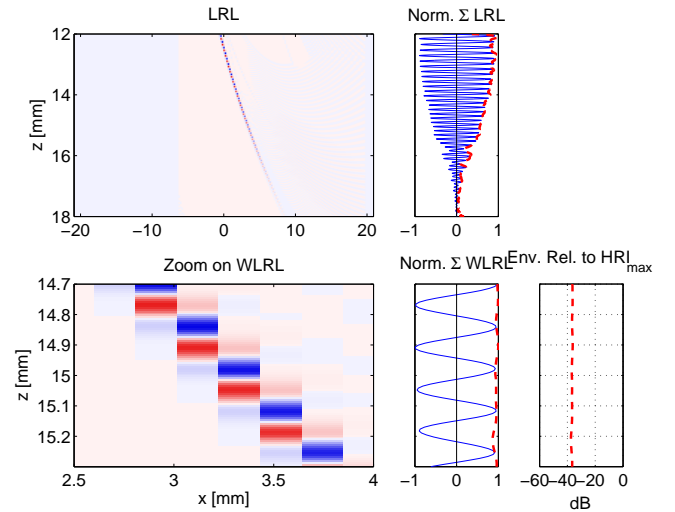 LRL
Norm. Σ LRL
12
14
16
18
z [mm]
−20 −10 0 10 20
−1 0 1
Zoom on WLRL
Norm. Σ WLRL
Env. Rel. to HRI_max
14.7
14.8
14.9
15
15.1
15.2
z [mm]
2.5 3 3.5 4
x [mm]
−1 0 1
−60 −40 −20 0
dB